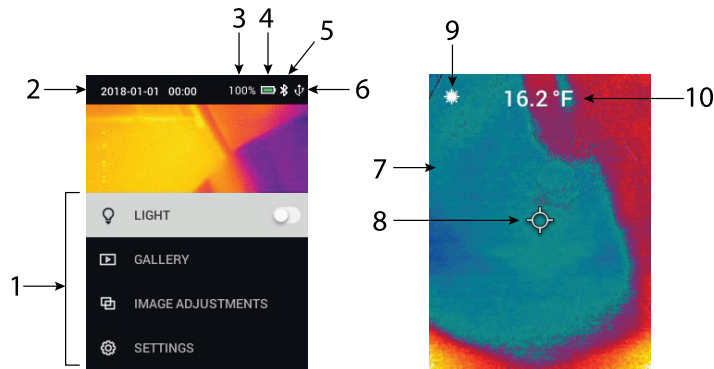 3 4 5
2 2018-01-01 00:00 100% 6
LIGHT
GALLERY
1
IMAGE ADJUSTMENTS
SETTINGS
9
16.2 °F 10
7
8